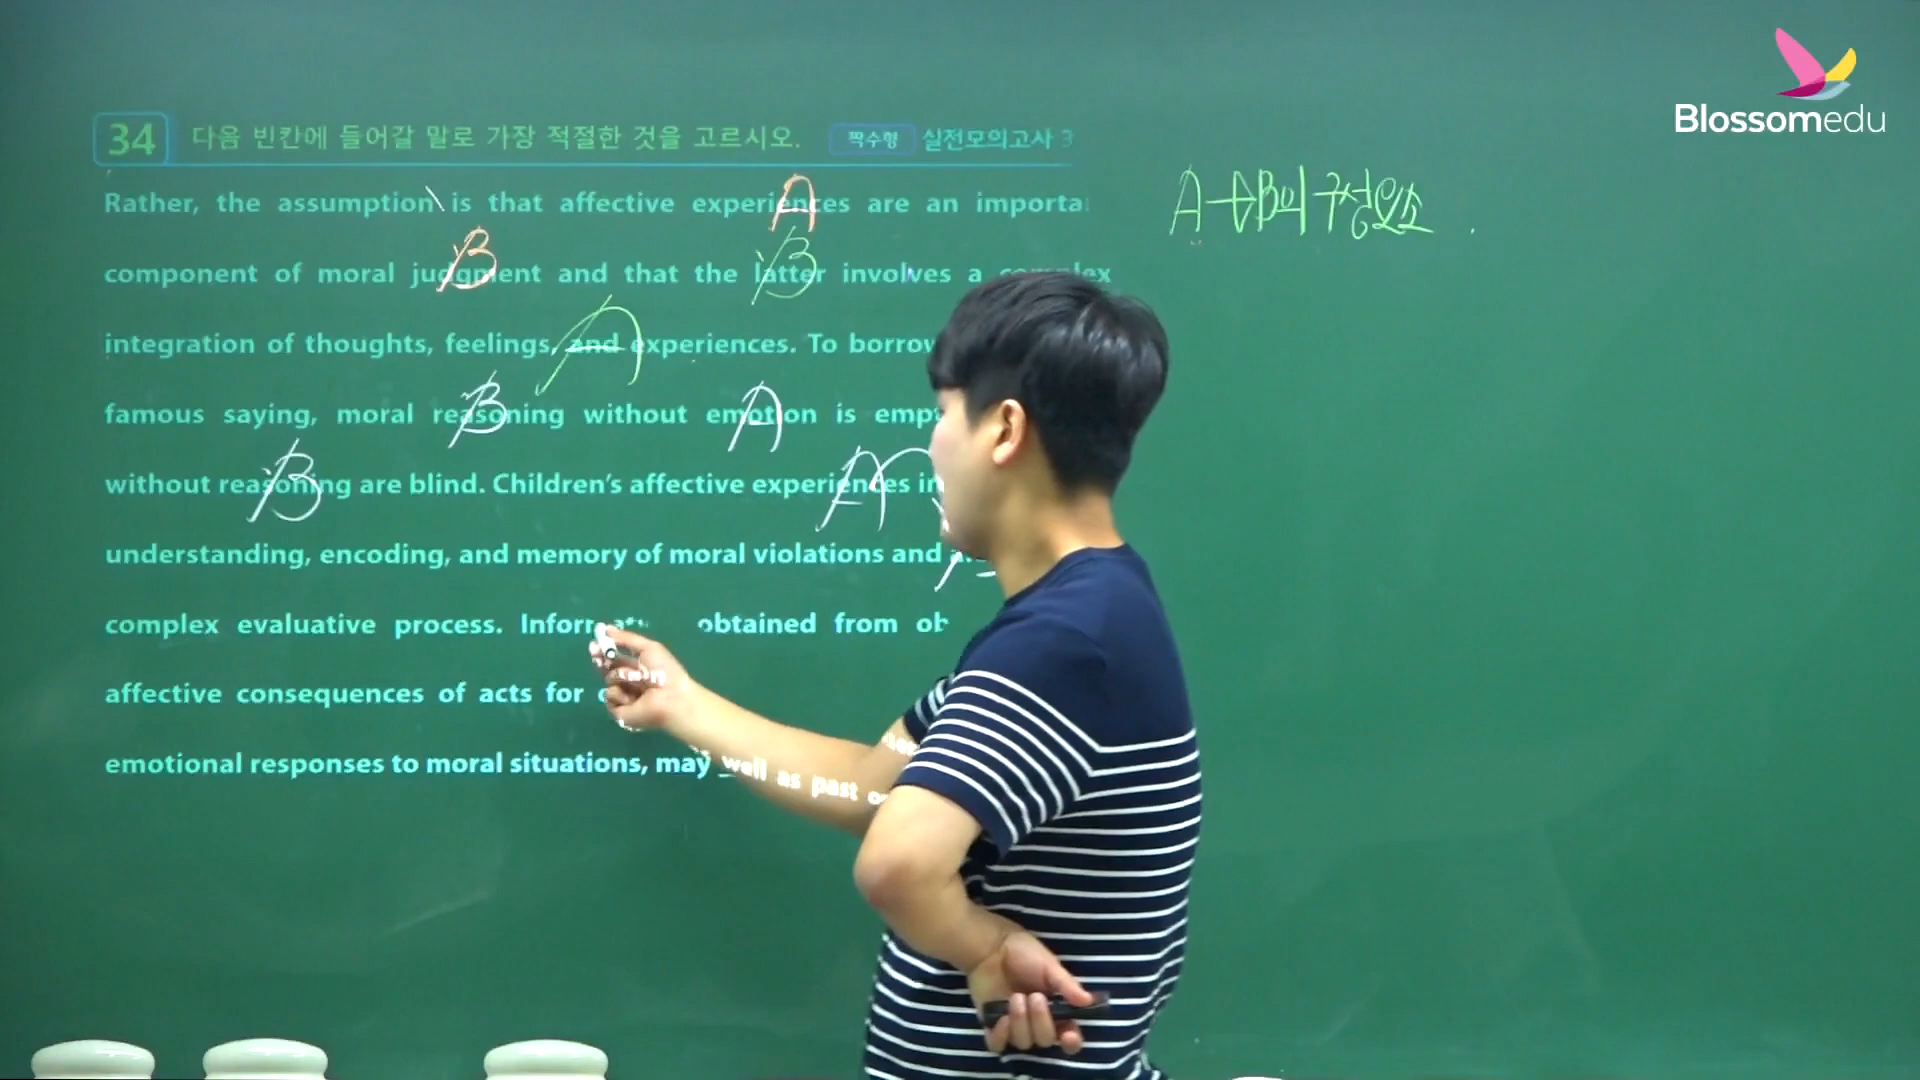 Blossomedu
34 다음 빈칸에 들어갈 말로 가장 적절한 것을 고르시오. 짝수형 실전모의고사 3
A→B의 구성요소.
Rather, the assumption is that affective experiences are an importa
A
component of moral judgment and that the latter involves a complex
B B
integration of thoughts, feelings, and experiences. To borrow
A
famous saying, moral reasoning without emotion is emp
B A
without reasoning are blind. Children's affective experiences in
B A
understanding, encoding, and memory of moral violations and
complex evaluative process. obtained from ob
affective consequences of acts for
emotional responses to moral situations, may well as past